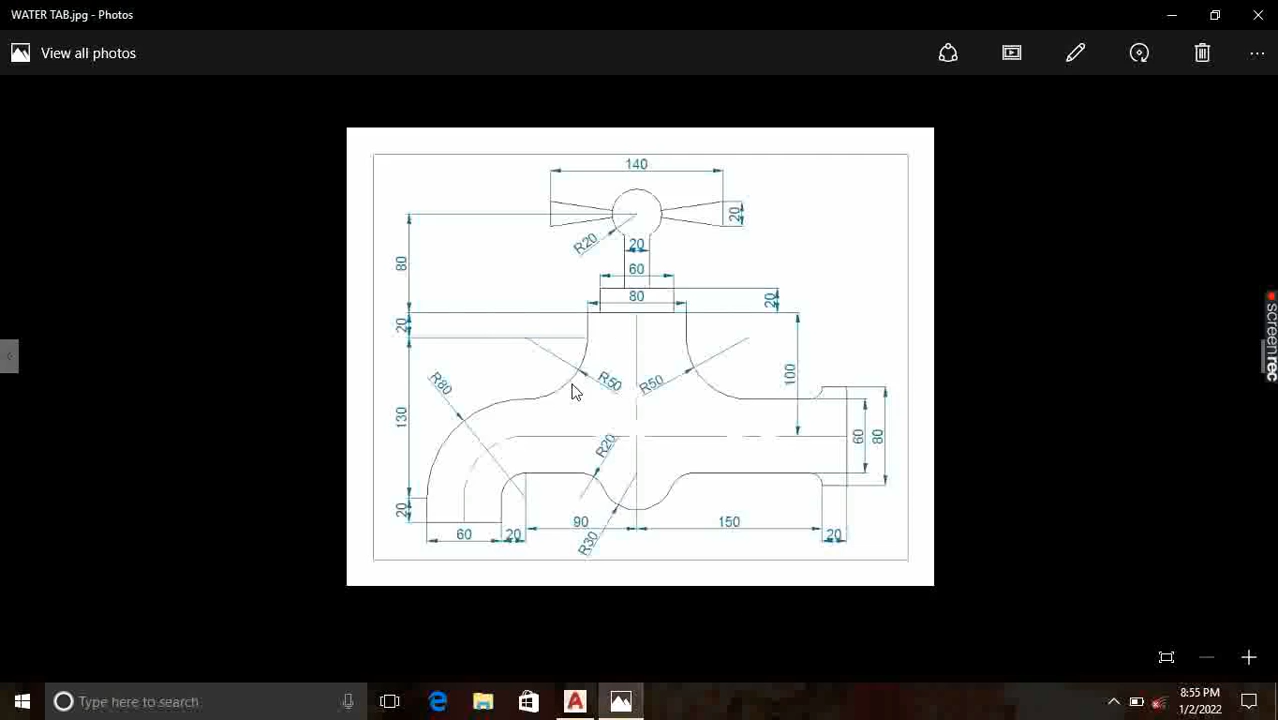 WATER TAB.jpg - Photos
View all photos
140
20
R20
20
80
60
80
20
20
R50
R50
100
R80
130
60
80
R20
20
90
150
60
20
20
R30
screenrec
Type here to search
8:55 PM
1/2/2022